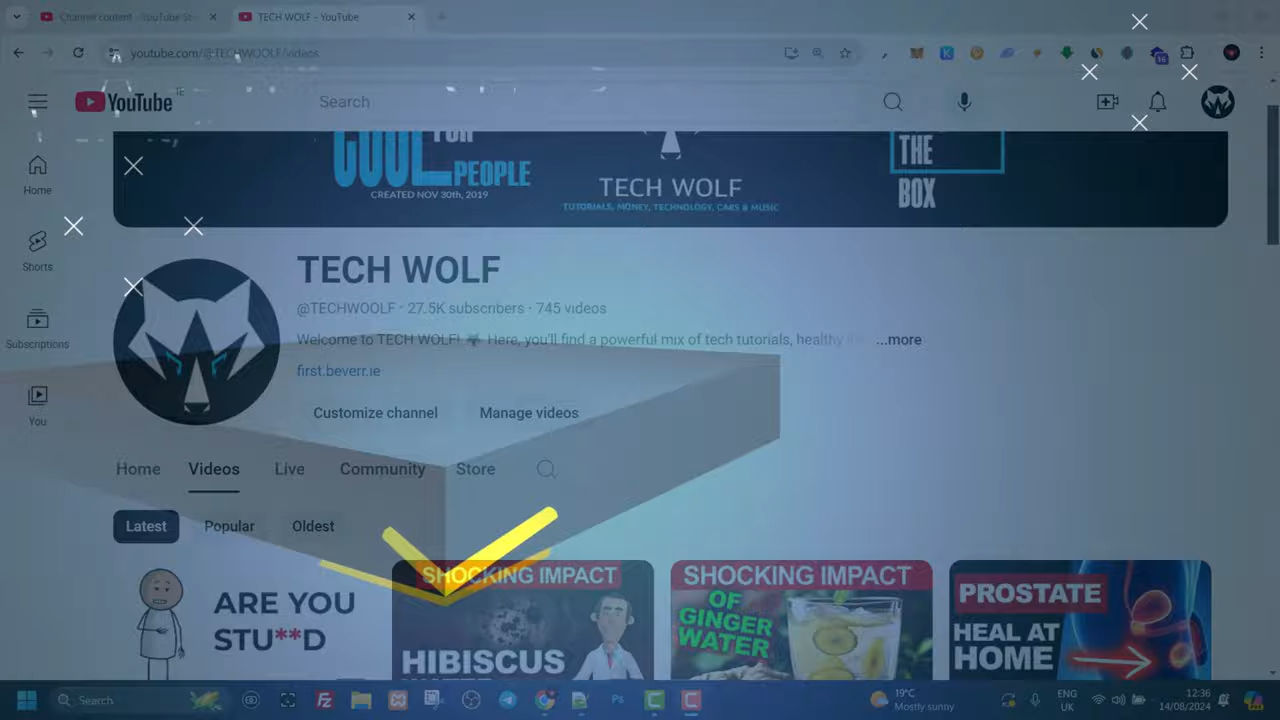 Channel content - YouTube St
TECH WOLF - YouTube
youtube.com/@TECHWOOLF/videos
16
YouTube
IE
Search
Home
Shorts
Subscriptions
You
COOL FOR
PEOPLE
CREATED NOV 30th, 2019
TECH WOLF
TUTORIALS, MONEY, TECHNOLOGY, CARS & MUSIC
THE
BOX
TECH WOLF
@TECHWOOLF · 27.5K subscribers · 745 videos
Welcome to TECH WOLF! Here, you'll find a powerful mix of tech tutorials, healthy ...more
first.beverr.ie
Customize channel
Manage videos
Home
Videos
Live
Community
Store
Latest
Popular
Oldest
ARE YOU
STU**D
SHOCKING IMPACT
HIBISCUS
SHOCKING IMPACT
OF
GINGER
WATER
PROSTATE
HEAL AT
HOME
Search
19°C
Mostly sunny
ENG
UK
12:36
14/08/2024